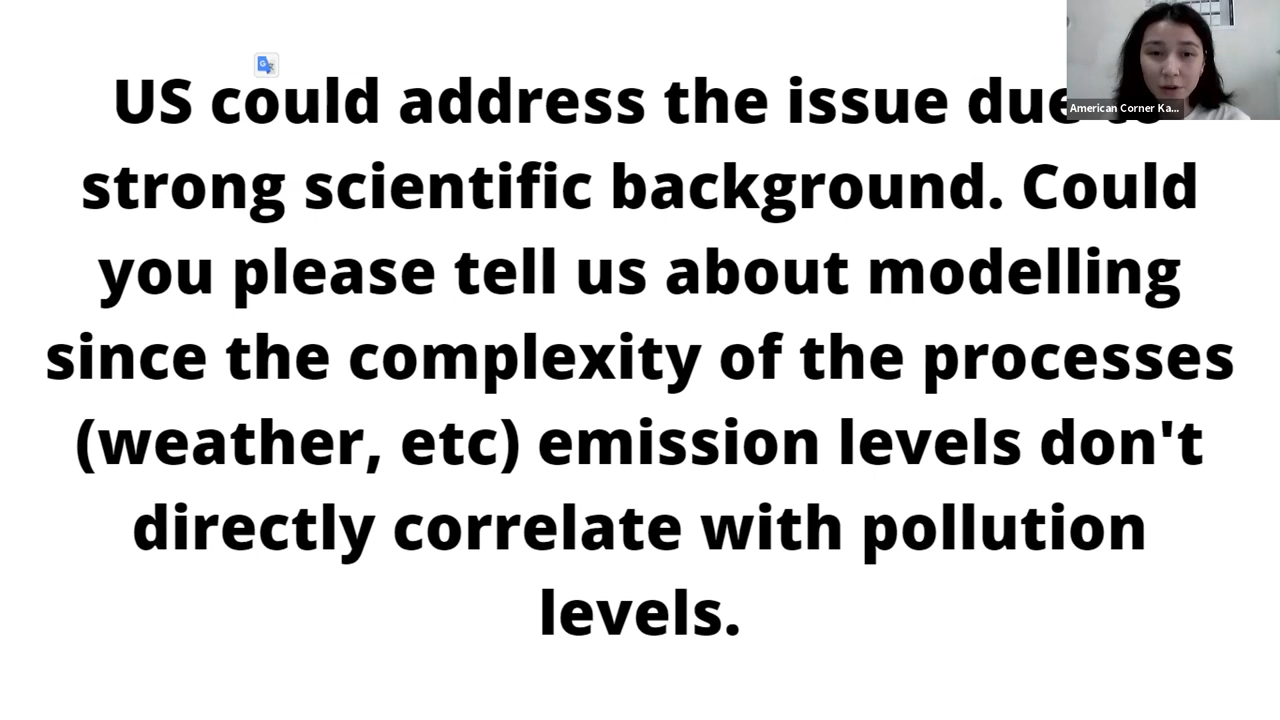 US could address the issue due to
strong scientific background. Could
you please tell us about modelling
since the complexity of the processes
(weather, etc) emission levels don't
directly correlate with pollution
levels.
American Corner Ka...